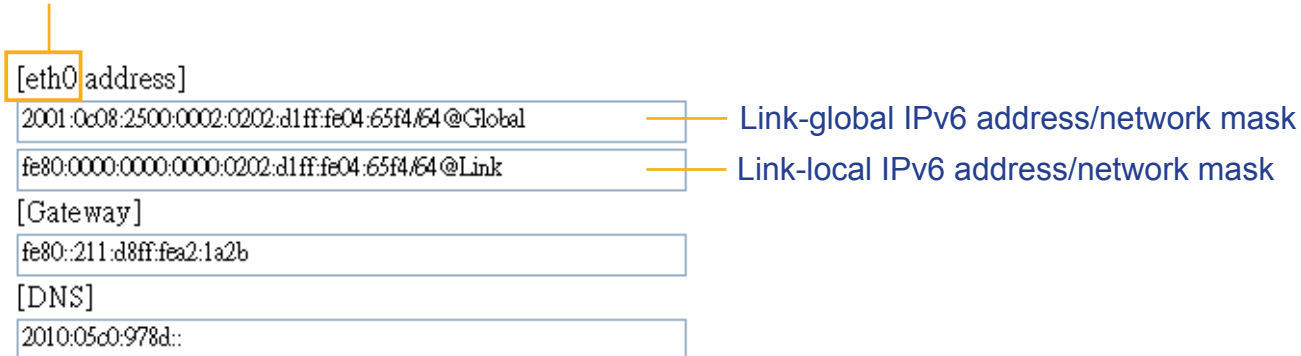 [eth0 address]
2001:0c08:2500:0002:0202:d1ff:fe04:65f4/64@Global
Link-global IPv6 address/network mask
fe80:0000:0000:0000:0202:d1ff:fe04:65f4/64@Link
Link-local IPv6 address/network mask
[Gateway]
fe80::211:d8ff:fea2:1a2b
[DNS]
2010:05c0:978d::